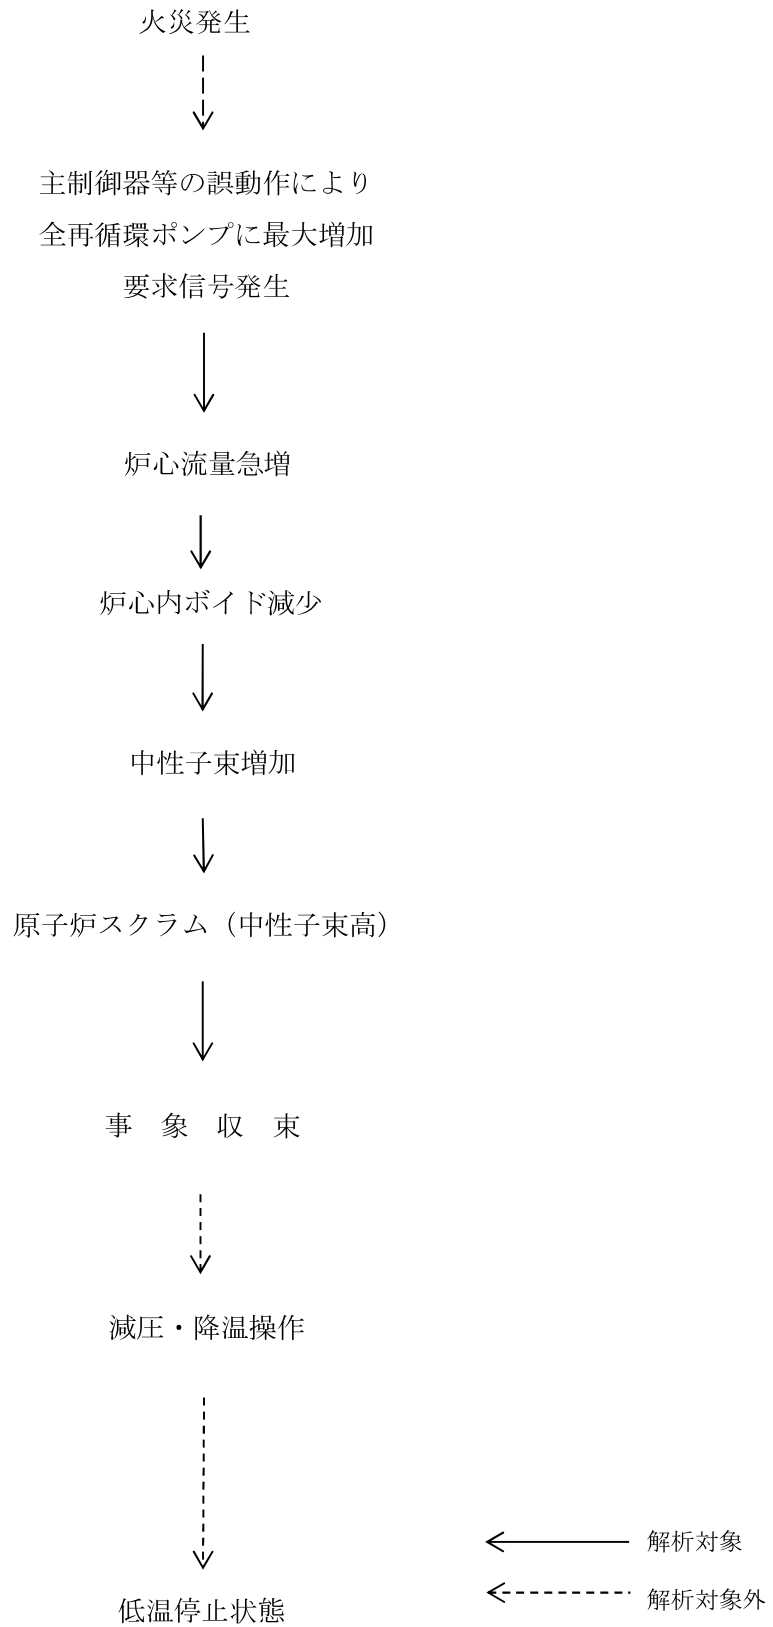 火災発生
主制御器等の誤動作により
全再循環ポンプに最大増加
要求信号発生
炉心流量急増
炉心内ボイド減少
中性子束増加
原子炉スクラム（中性子束高）
事　象　収　束
減圧・降温操作
低温停止状態
解析対象
解析対象外